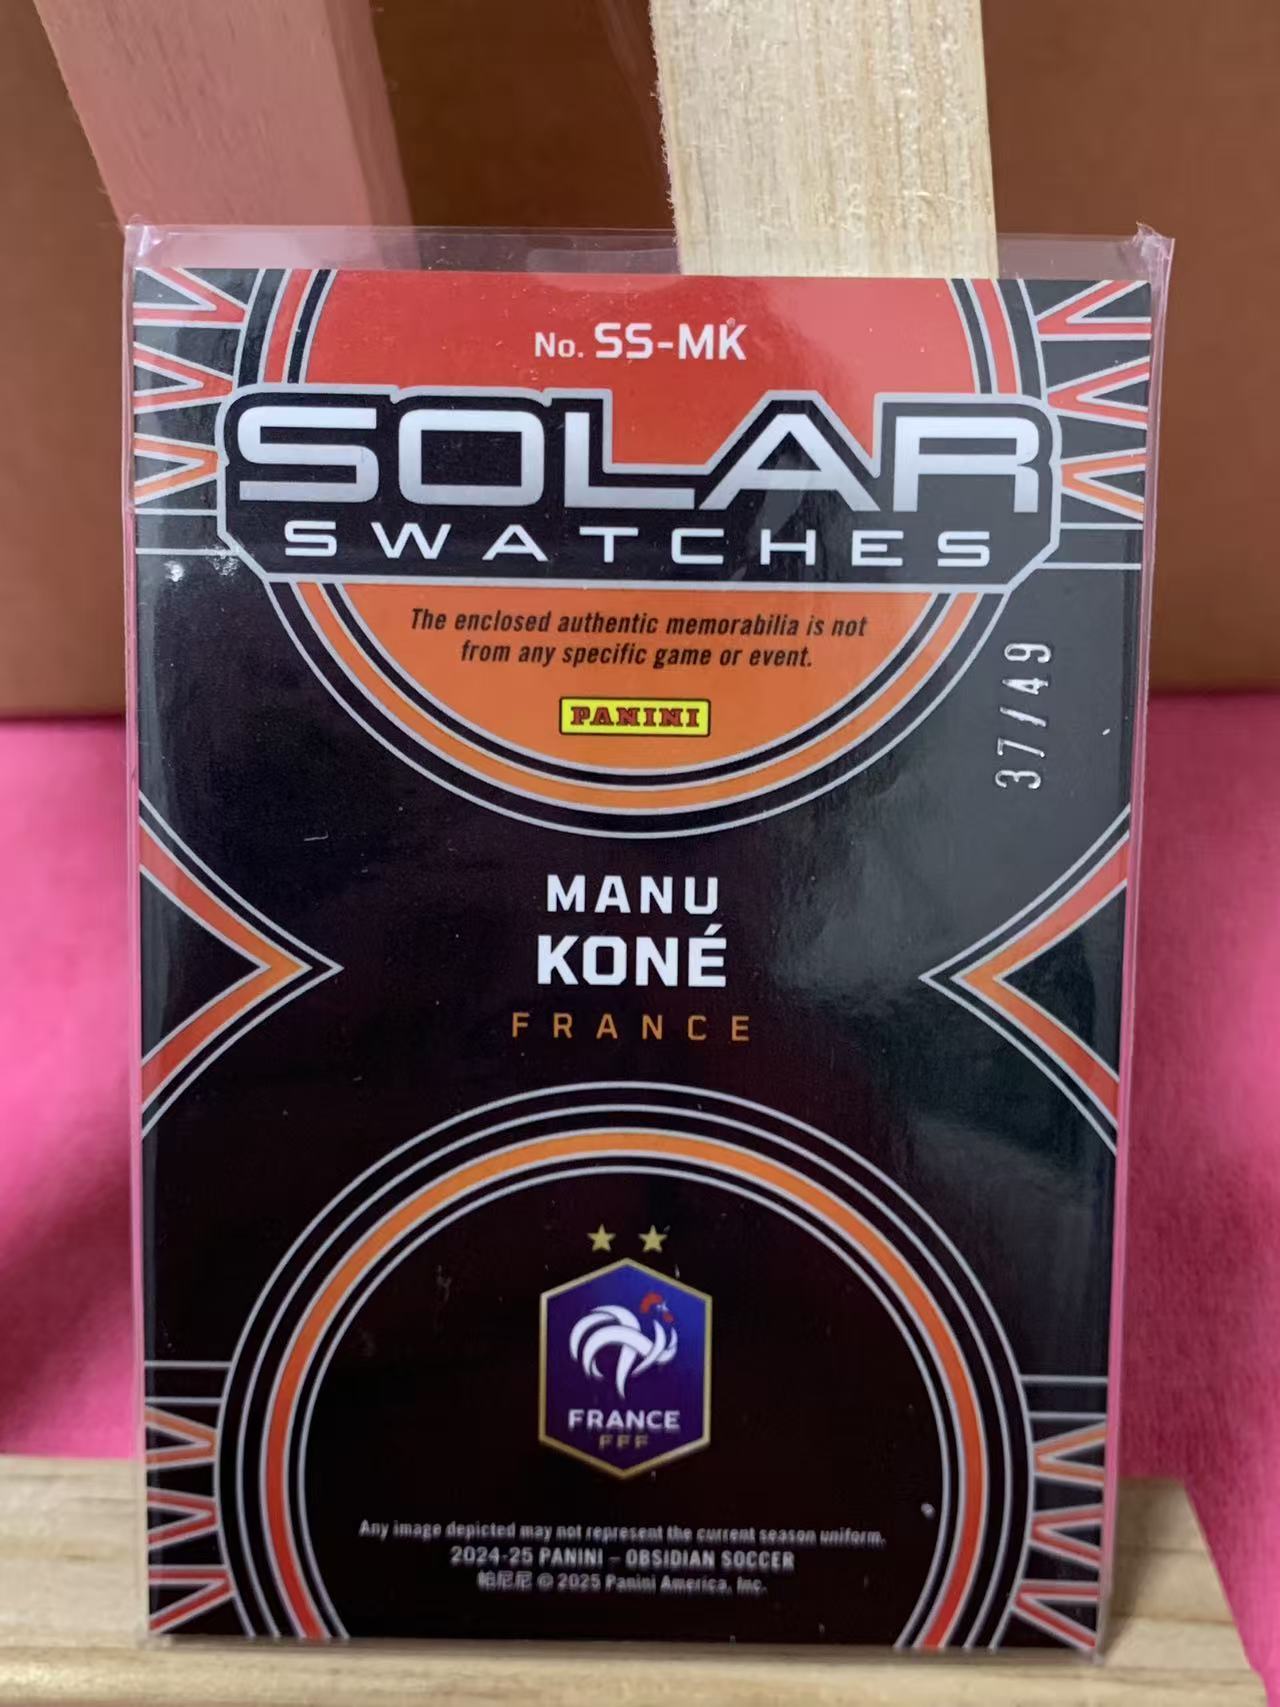 No. SS-MK
SOLAR
SWATCHES
The enclosed authentic memorabilia is not
from any specific game or event.
PANINI
37/49
MANU
KONÉ
FRANCE
FRANCE
FFF
Any image depicted may not represent the current season uniform.
2024-25 PANINI – OBSIDIAN SOCCER
帕尼尼 © 2025 Panini America, Inc.